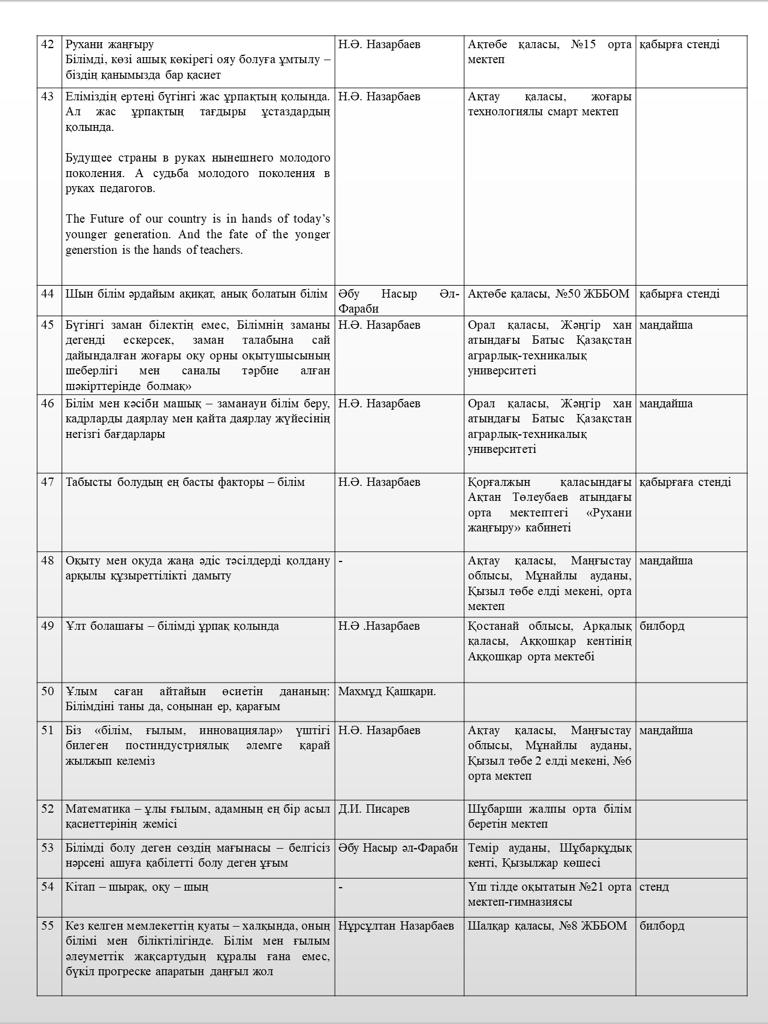 42 Рухани жаңғыру Н.Ә. Назарбаев Ақтөбе қаласы, №15 орта қабырға стенді
Білімді, көзі ашық көкірегі ояу болуға ұмтылу – мектеп
біздің қанымызда бар қасиет
43 Еліміздің ертеңі бүгінгі жас ұрпақтың қолында. Н.Ә. Назарбаев Ақтау қаласы, жоғары
Ал жас ұрпақтың тағдыры ұстаздардың технологиялы смарт мектеп
қолында.
Будущее страны в руках нынешнего молодого
поколения. А судьба молодого поколения в
руках педагогов.
The Future of our country is in hands of today’s
younger generation. And the fate of the yonger
generstion is the hands of teachers.
44 Шын білім әрдайым ақиқат, анық болатын білім Әбу Насыр Әл- Ақтөбе қаласы, №50 ЖББОМ қабырға стенді
Фараби
45 Бүгінгі заман білектің емес, Білімнің заманы Н.Ә. Назарбаев Орал қаласы, Жәңгір хан маңдайша
дегенді ескерсек, заман талабына сай атындағы Батыс Қазақстан
дайындалған жоғары оқу орны оқытушысының аграрлық-техникалық
шеберлігі мен саналы тәрбие алған университеті
шәкірттерінде болмақ»
46 Білім мен кәсіби машық – заманауи білім беру, Н.Ә. Назарбаев Орал қаласы, Жәңгір хан маңдайша
кадрларды даярлау мен қайта даярлау жүйесінің атындағы Батыс Қазақстан
негізгі бағдарлары аграрлық-техникалық
университеті
47 Табысты болудың ең басты факторы – білім Н.Ә. Назарбаев Қорғалжын қаласындағы қабырғаға стенді
Ақтан Төлеубаев атындағы
орта мектептегі «Рухани
жаңғыру» кабинеті
48 Оқыту мен оқуда жаңа әдіс тәсілдерді қолдану - Ақтау қаласы, Маңғыстау маңдайша
арқылы құзыреттілікті дамыту облысы, Мұнайлы ауданы,
Қызыл төбе елді мекені, орта
мектеп
49 Ұлт болашағы – білімді ұрпақ қолында Н.Ә .Назарбаев Қостанай облысы, Арқалық билборд
қаласы, Аққошқар кентінің
Аққошқар орта мектебі
50 Ұлым саған айтайын өсиетін дананың: Махмұд Қашқари.
Білімдіні таны да, соңынан ер, қарағым
51 Біз «білім, ғылым, инновациялар» үштігі Н.Ә. Назарбаев Ақтау қаласы, Маңғыстау маңдайша
билеген постиндустриялық әлемге қарай облысы, Мұнайлы ауданы,
жылжып келеміз Қызыл төбе 2 елді мекені, №6
орта мектеп
52 Математика – ұлы ғылым, адамның ең бір асыл Д.И. Писарев Шұбарши жалпы орта білім
қасиеттерінің жемісі беретін мектеп
53 Білімді болу деген сөздің мағынасы – белгісіз Әбу Насыр әл-Фараби Темір ауданы, Шұбарқұдық
нәрсені ашуға қабілетті болу деген ұғым кенті, Қызылжар көшесі
54 Кітап – шырақ, оқу – шың - Үш тілде оқытатын №21 орта стенд
мектеп-гимназиясы
55 Кез келген мемлекеттің қуаты – халқында, оның Нұрсұлтан Назарбаев Шалқар қаласы, №8 ЖББОМ билборд
білімі мен біліктілігінде. Білім мен ғылым
әлеуметтік жақсартудың құралы ғана емес,
бүкіл прогреске апаратын даңғыл жол